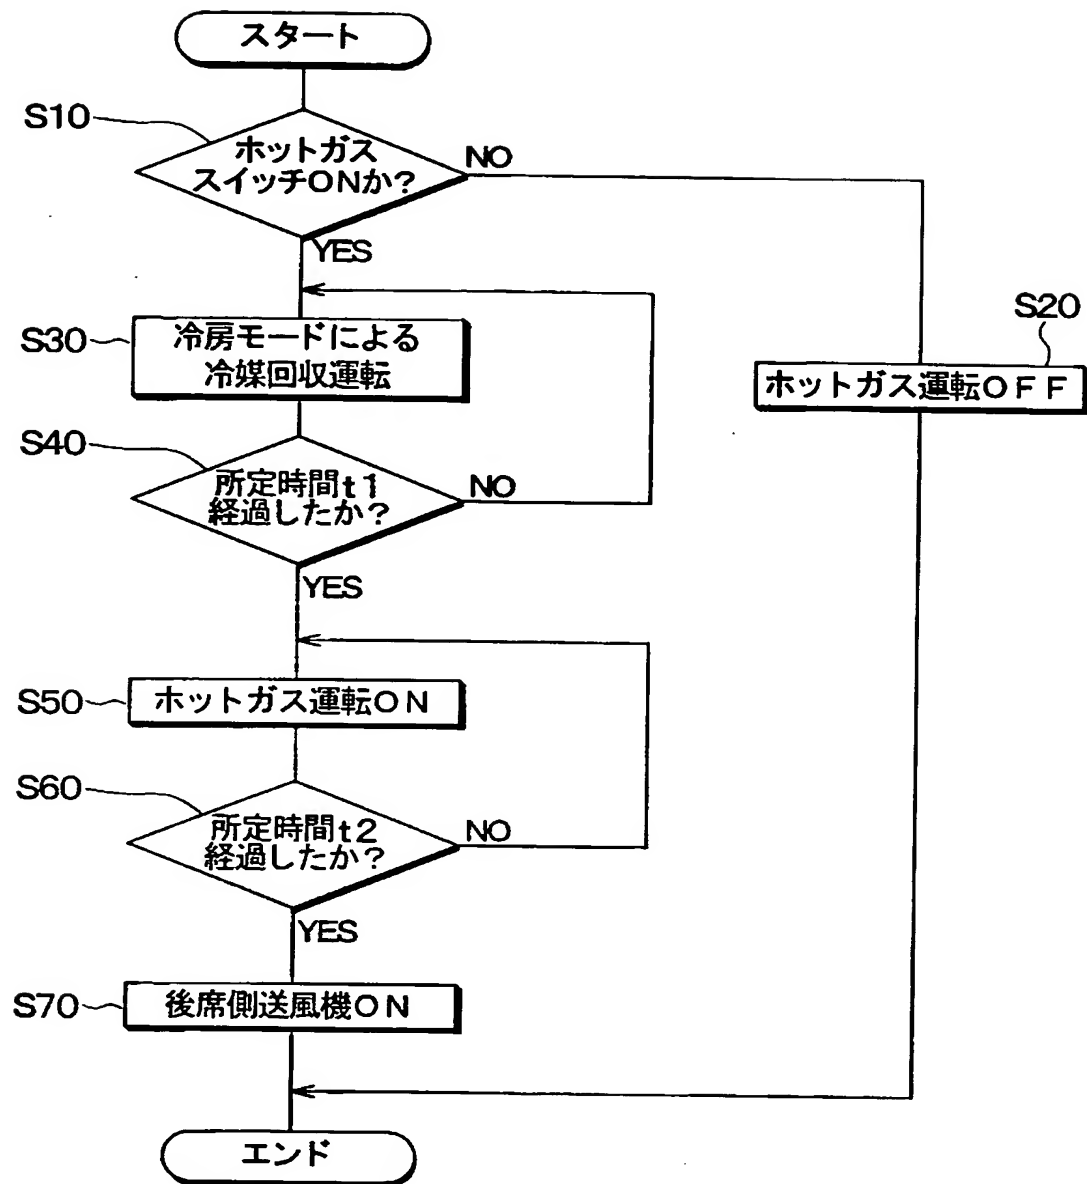 スタート
S10
ホットガス
スイッチONか?
NO
YES
S20
ホットガス運転OFF
S30
冷房モードによる
冷媒回収運転
S40
所定時間t1
経過したか?
NO
YES
S50
ホットガス運転ON
S60
所定時間t2
経過したか?
NO
YES
S70
後席側送風機ON
エンド